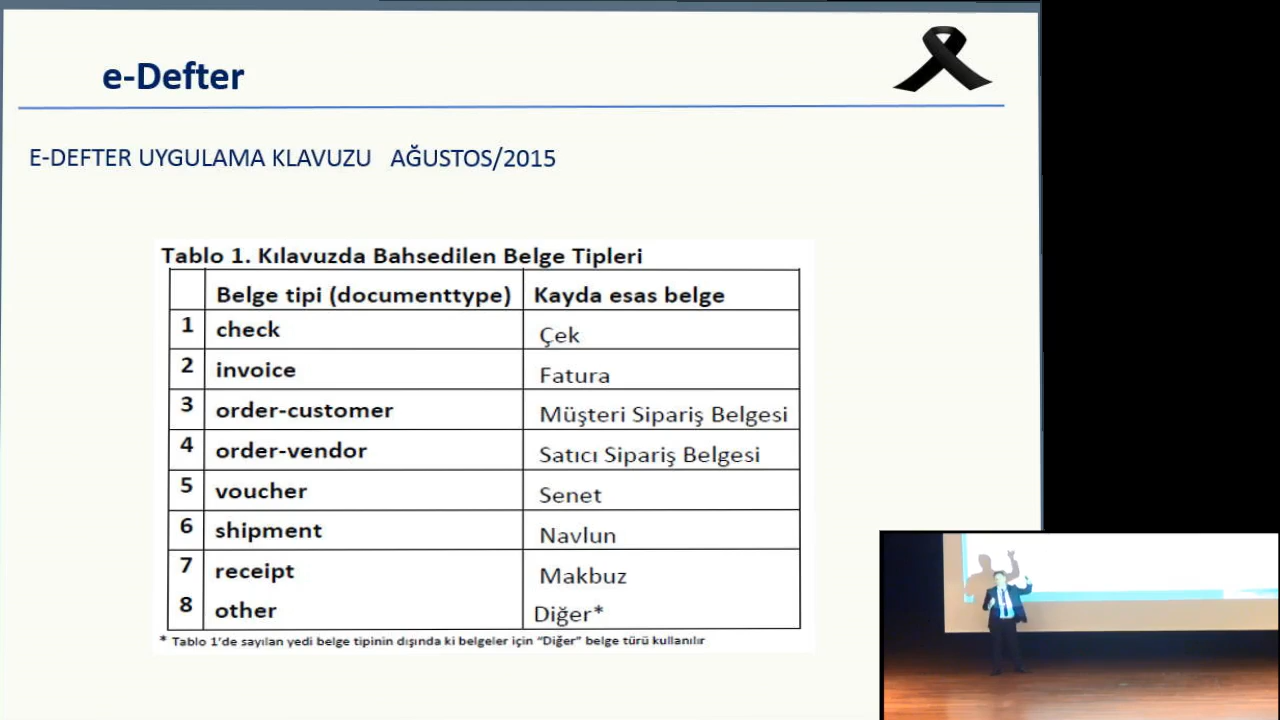 e-Defter
E-DEFTER UYGULAMA KLAVUZU AĞUSTOS/2015
Tablo 1. Kılavuzda Bahsedilen Belge Tipleri
Belge tipi (documenttype) Kayda esas belge
1 check Çek
2 invoice Fatura
3 order-customer Müşteri Sipariş Belgesi
4 order-vendor Satıcı Sipariş Belgesi
5 voucher Senet
6 shipment Navlun
7 receipt Makbuz
8 other Diğer*
* Tablo 1'de sayılan yedi belge tipinin dışında ki belgeler için "Diğer" belge türü kullanılır